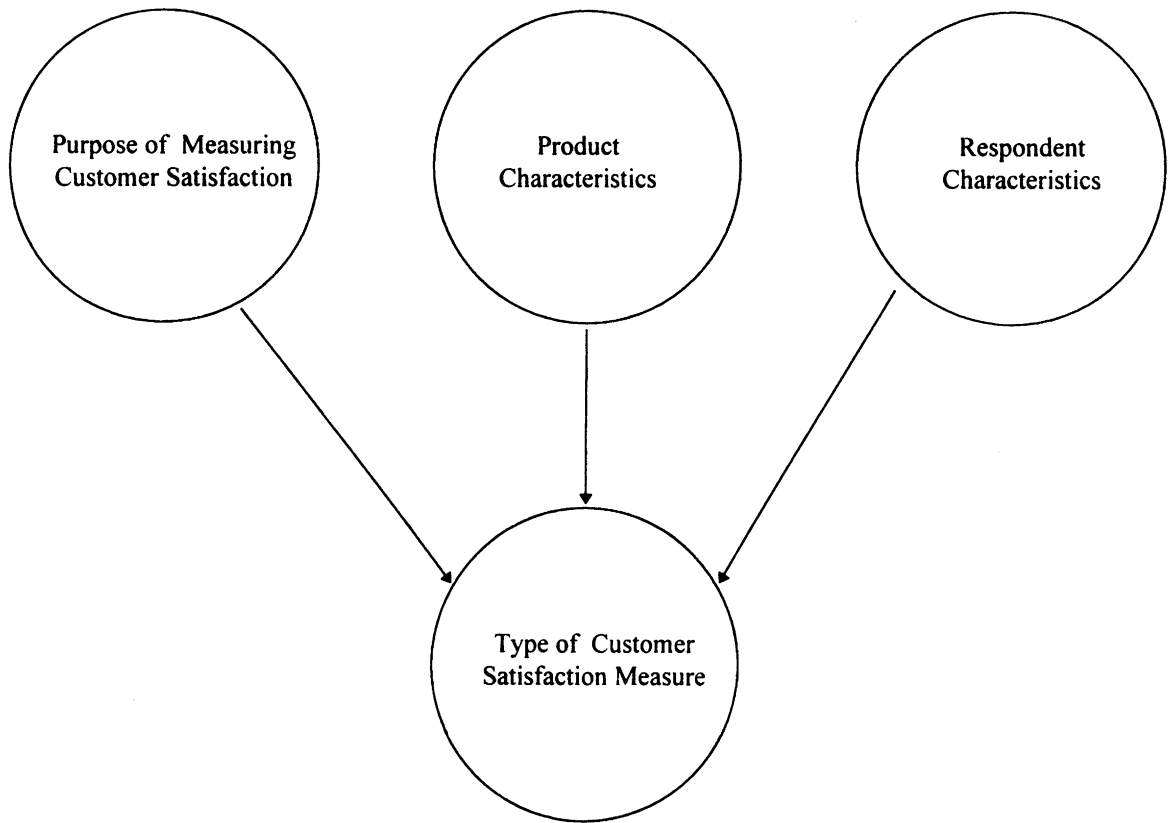 Purpose of Measuring
Customer Satisfaction
Product
Characteristics
Respondent
Characteristics
Type of Customer
Satisfaction Measure